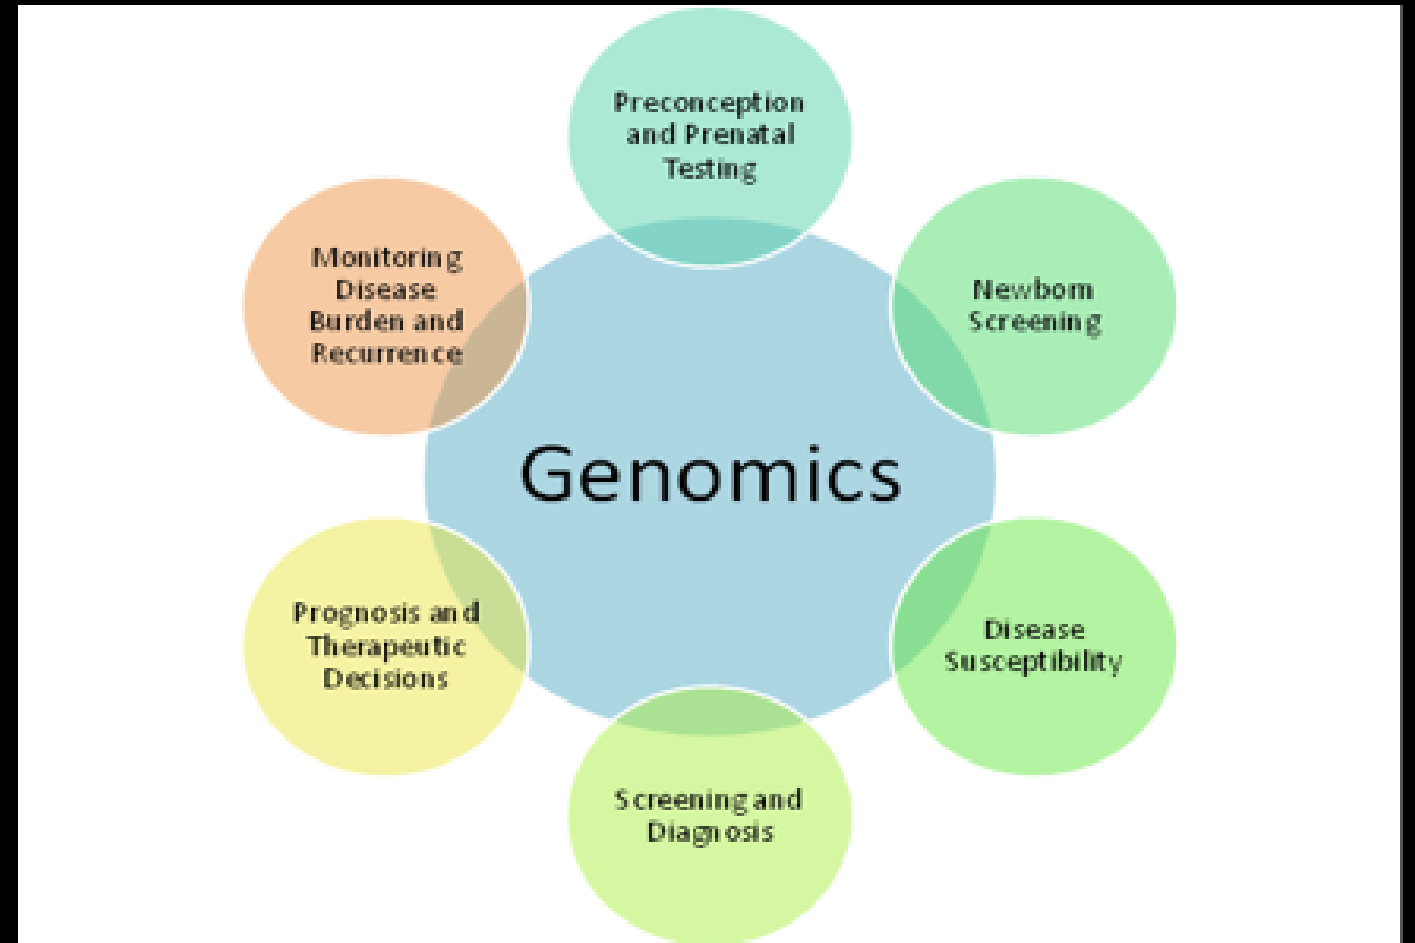 Preconception
and Prenatal
Testing
Newborn
Screening
Disease
Susceptibility
Screening and
Diagnosis
Prognosis and
Therapeutic
Decisions
Monitoring
Disease
Burden and
Recurrence
Genomics